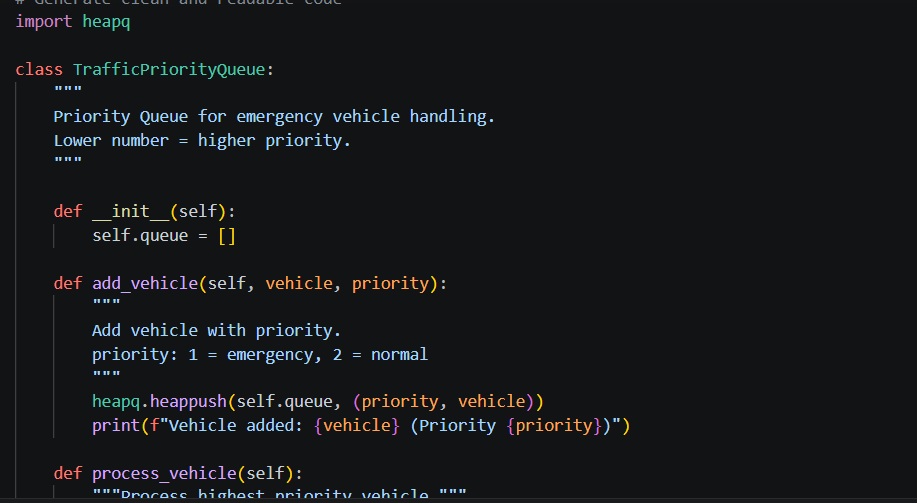 # Generate clean and readable code
import heapq
class TrafficPriorityQueue:
"""
Priority Queue for emergency vehicle handling.
Lower number = higher priority.
"""
def __init__(self):
self.queue = []
def add_vehicle(self, vehicle, priority):
"""
Add vehicle with priority.
priority: 1 = emergency, 2 = normal
"""
heapq.heappush(self.queue, (priority, vehicle))
print(f"Vehicle added: {vehicle} (Priority {priority})")
def process_vehicle(self):
"""Process highest priority vehicle."""